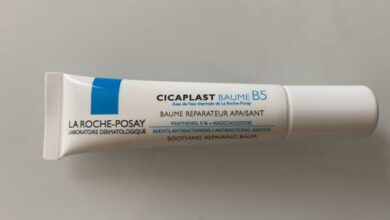 CICAPLAST BAUME B5
Avec de l'eau thermale de La Roche-Posay
BAUME REPARATEUR APAISANT
PANTHENOL 5% + MADECASSOSIDE
AGENTS ANTIBACTERIENS / ANTIBACTERIAL AGENTS
SOOTHING REPAIRING BALM
LA ROCHE-POSAY
LABORATOIRE DERMATOLOGIQUE